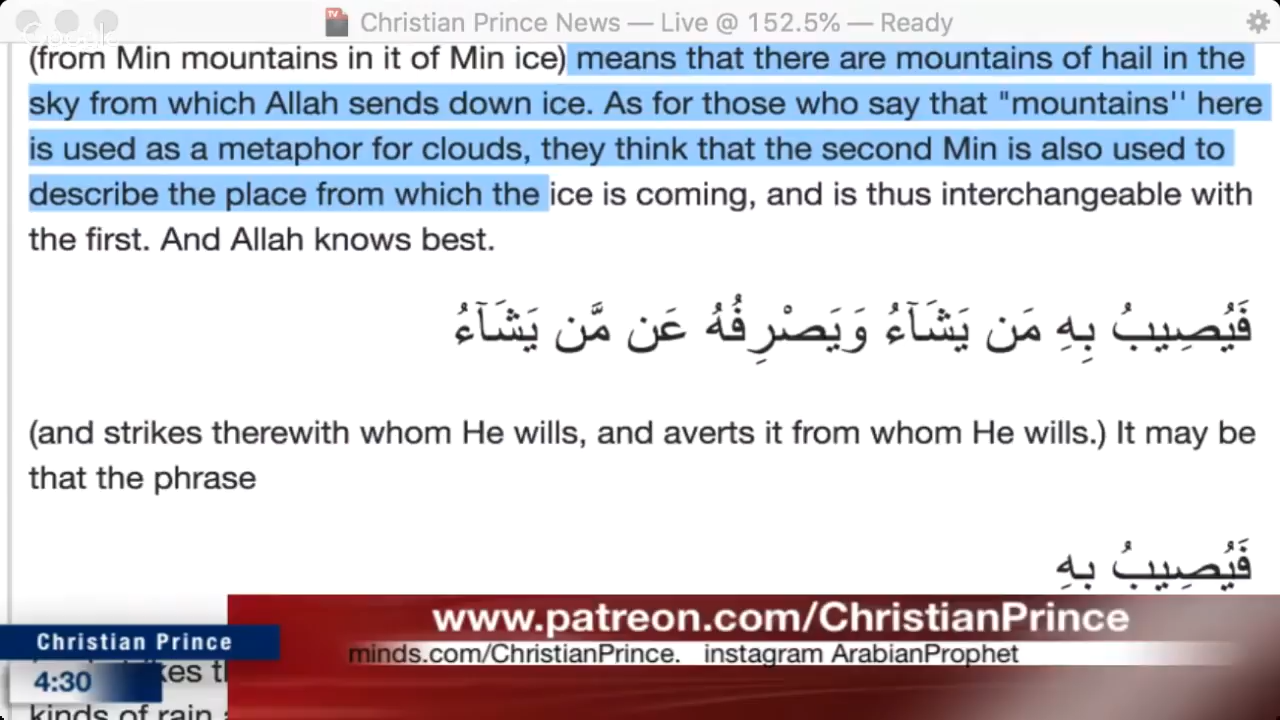 Christian Prince News — Live @ 152.5% — Ready
Google
(from Min mountains in it of Min ice) means that there are mountains of hail in the
sky from which Allah sends down ice. As for those who say that "mountains'' here
is used as a metaphor for clouds, they think that the second Min is also used to
describe the place from which the ice is coming, and is thus interchangeable with
the first. And Allah knows best.
فَيُصِيبُ بِهِ مَن يَشَآءُ وَيَصْرِفُهُ عَن مَّن يَشَآءُ
(and strikes therewith whom He wills, and averts it from whom He wills.) It may be
that the phrase
فَيُصِيبُ بِهِ
www.patreon.com/ChristianPrince
Christian Prince
minds.com/ChristianPrince. instagram ArabianProphet
4:30
kinds of rain